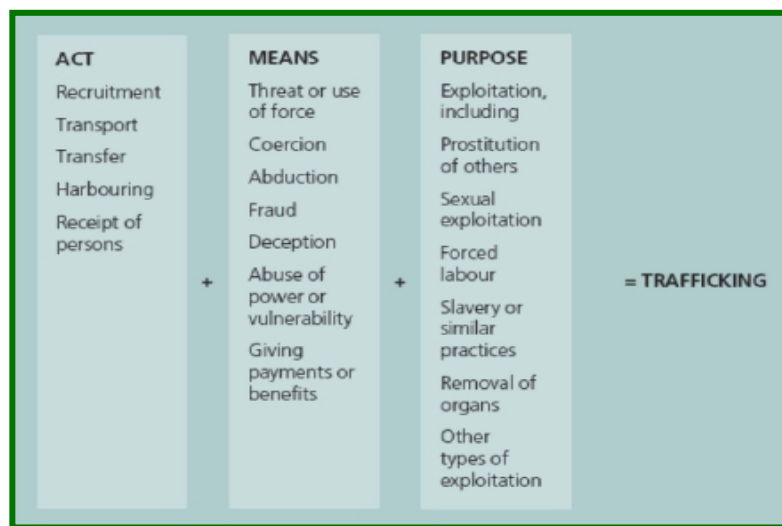 ACT
Recruitment
Transport
Transfer
Harbouring
Receipt of
persons
+
MEANS
Threat or use
of force
Coercion
Abduction
Fraud
Deception
Abuse of
power or
vulnerability
Giving
payments or
benefits
+
PURPOSE
Exploitation,
including
Prostitution
of others
Sexual
exploitation
Forced
labour
Slavery or
similar
practices
Removal of
organs
Other
types of
exploitation
= TRAFFICKING